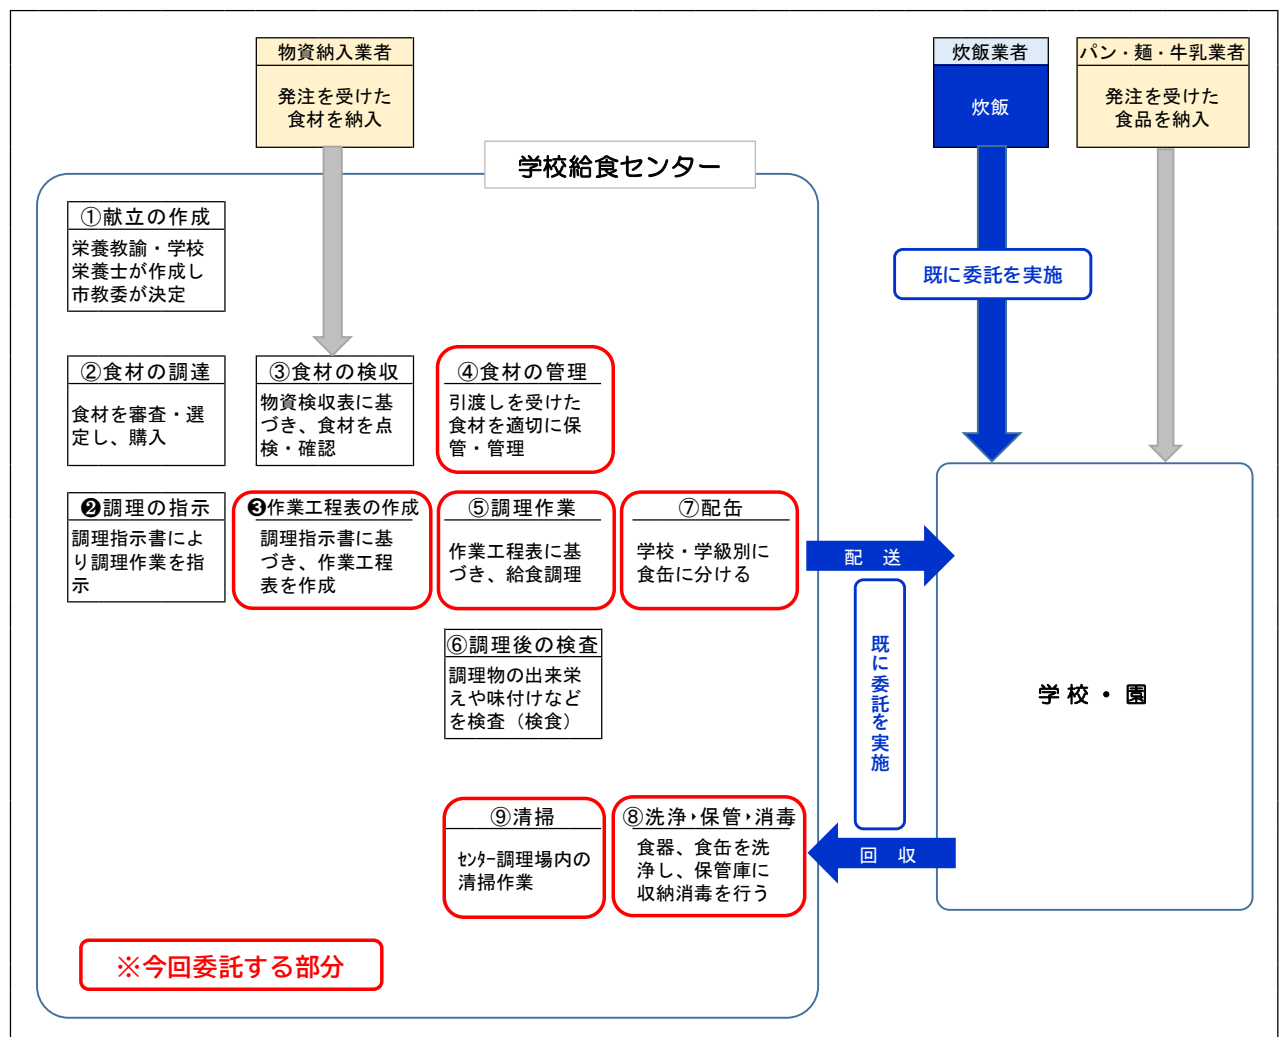 物資納入業者
発注を受けた
食材を納入
炊飯業者
炊飯
パン・麺・牛乳業者
発注を受けた
食品を納入
学校給食センター
①献立の作成
栄養教諭・学校
栄養士が作成し
市教委が決定
既に委託を実施
②食材の調達
食材を審査・選
定し、購入
③食材の検収
物資検収表に基
づき、食材を点
検・確認
④食材の管理
引渡しを受けた
食材を適切に保
管・管理
❷調理の指示
調理指示書によ
り調理作業を指
示
❸作業工程表の作成
調理指示書に基
づき、作業工程
表を作成
⑤調理作業
作業工程表に基
づき、給食調理
⑦配缶
学校・学級別に
食缶に分ける
配　送
既に委託を実施
学校・園
⑥調理後の検査
調理物の出来栄
えや味付けなど
を検査（検食）
⑨清掃
ｾﾝﾀｰ調理場内の
清掃作業
⑧洗浄・保管・消毒
食器、食缶を洗
浄し、保管庫に
収納消毒を行う
回　収
※今回委託する部分